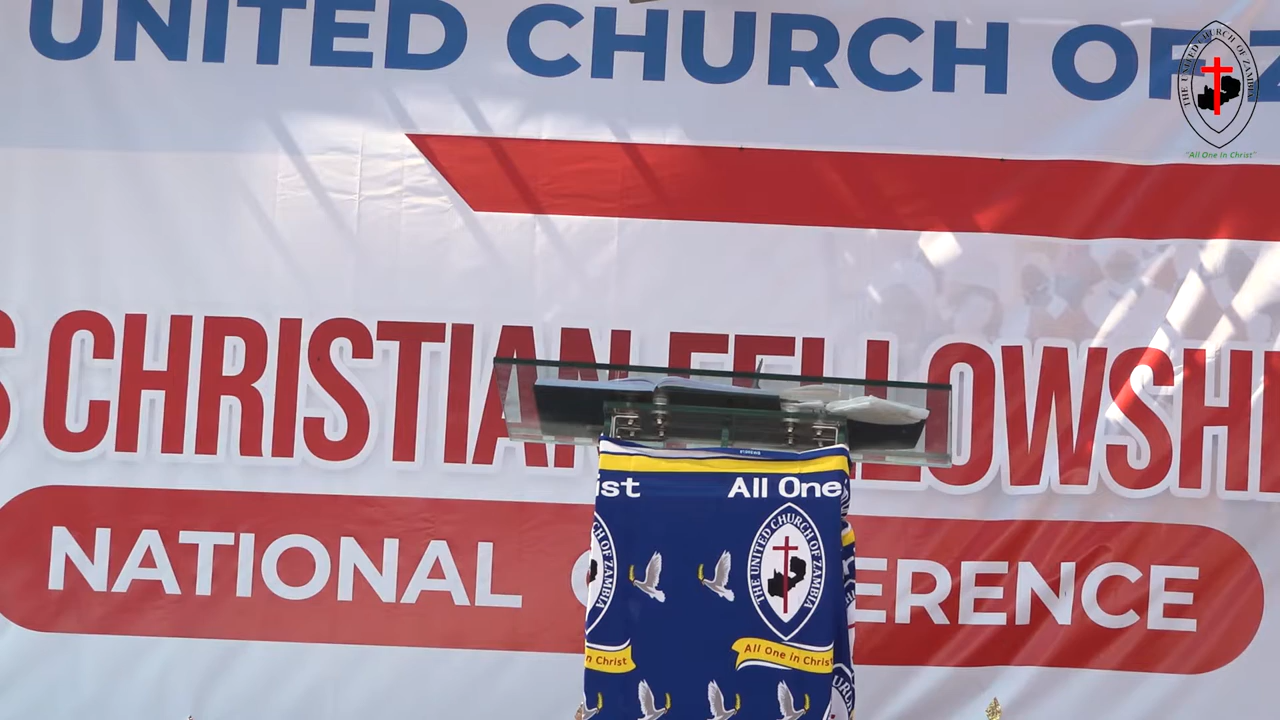 UNITED CHURCH OF Z
THE UNITED CHURCH OF ZAMBIA
"All One In Christ"
S CHRISTIAN FELLOWSHI
NATIONAL C ERENCE
ist All One
THE UNITED CHURCH OF ZAMBIA
n Christ All One in Christ